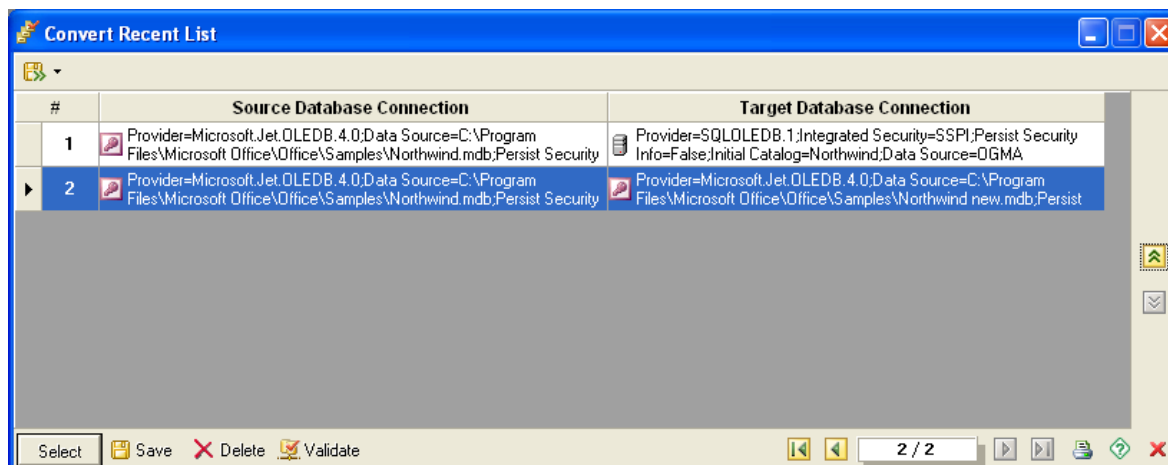 Convert Recent List
# Source Database Connection Target Database Connection
1 Provider=Microsoft.Jet.OLEDB.4.0;Data Source=C:\Program Provider=SQLOLEDB.1;Integrated Security=SSPI;Persist Security
Files\Microsoft Office\Office\Samples\Northwind.mdb;Persist Security Info=False;Initial Catalog=Northwind;Data Source=OGMA
2 Provider=Microsoft.Jet.OLEDB.4.0;Data Source=C:\Program Provider=Microsoft.Jet.OLEDB.4.0;Data Source=C:\Program
Files\Microsoft Office\Office\Samples\Northwind.mdb;Persist Security Files\Microsoft Office\Office\Samples\Northwind new.mdb;Persist
Select Save Delete Validate 2 / 2